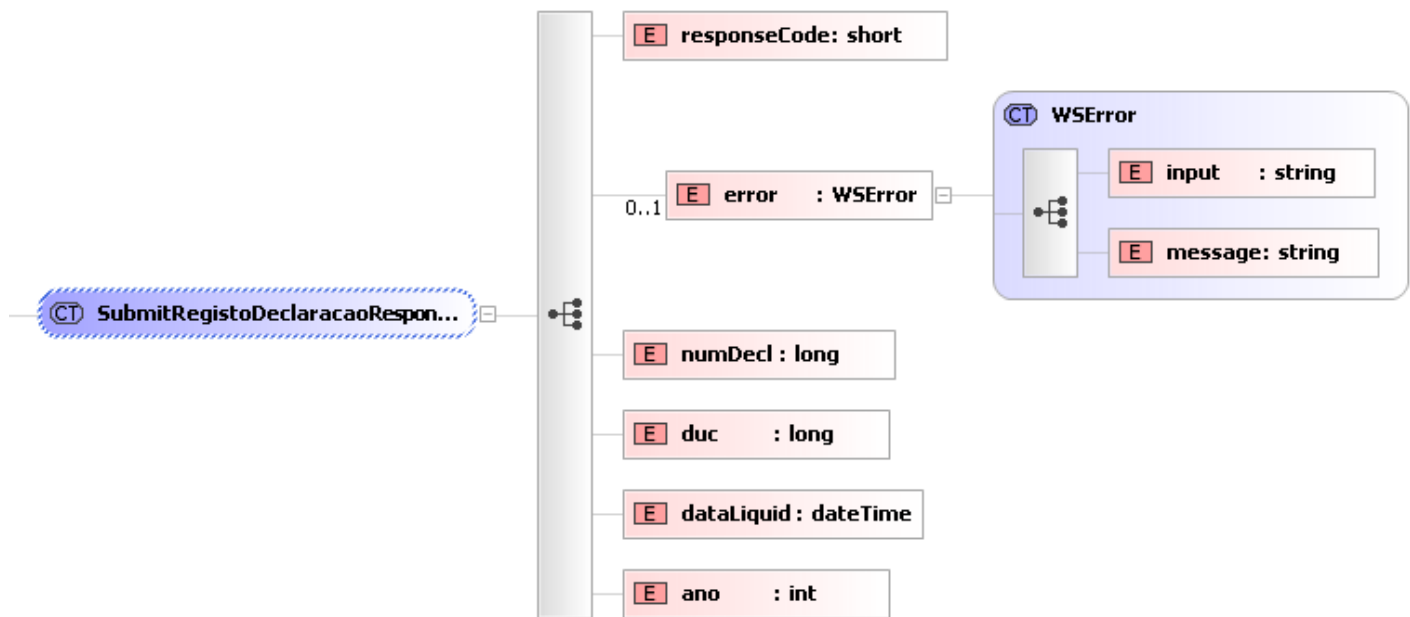 E responseCode: short
CT WSError
E input : string
0..1 E error : WSError
E message: string
CT SubmitRegistoDeclaracaoRespon...
E numDecl : long
E duc : long
E dataLiquid : dateTime
E ano : int